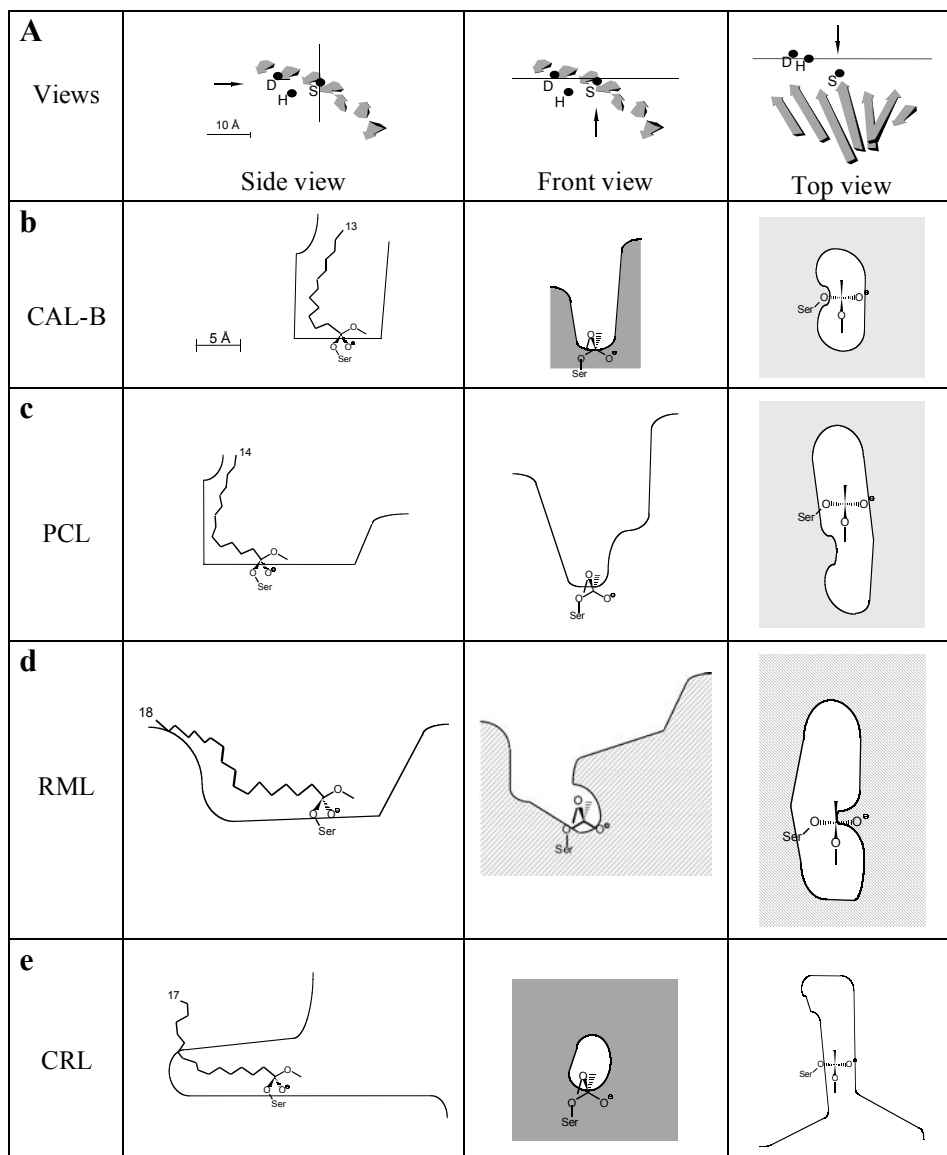 A
Views
D
H
S
10 Å
Side view
D
H
S
Front view
D
H
S
Top view
b
CAL-B
13
5 Å
O
O
O
Ser
O
O
O
Ser
O
O
O
Ser
c
PCL
14
O
O
O
Ser
O
O
O
Ser
O
O
O
Ser
d
RML
18
O
O
O
Ser
O
O
O
Ser
O
O
O
Ser
e
CRL
17
O
O
O
Ser
O
O
O
Ser
O
O
O
Ser